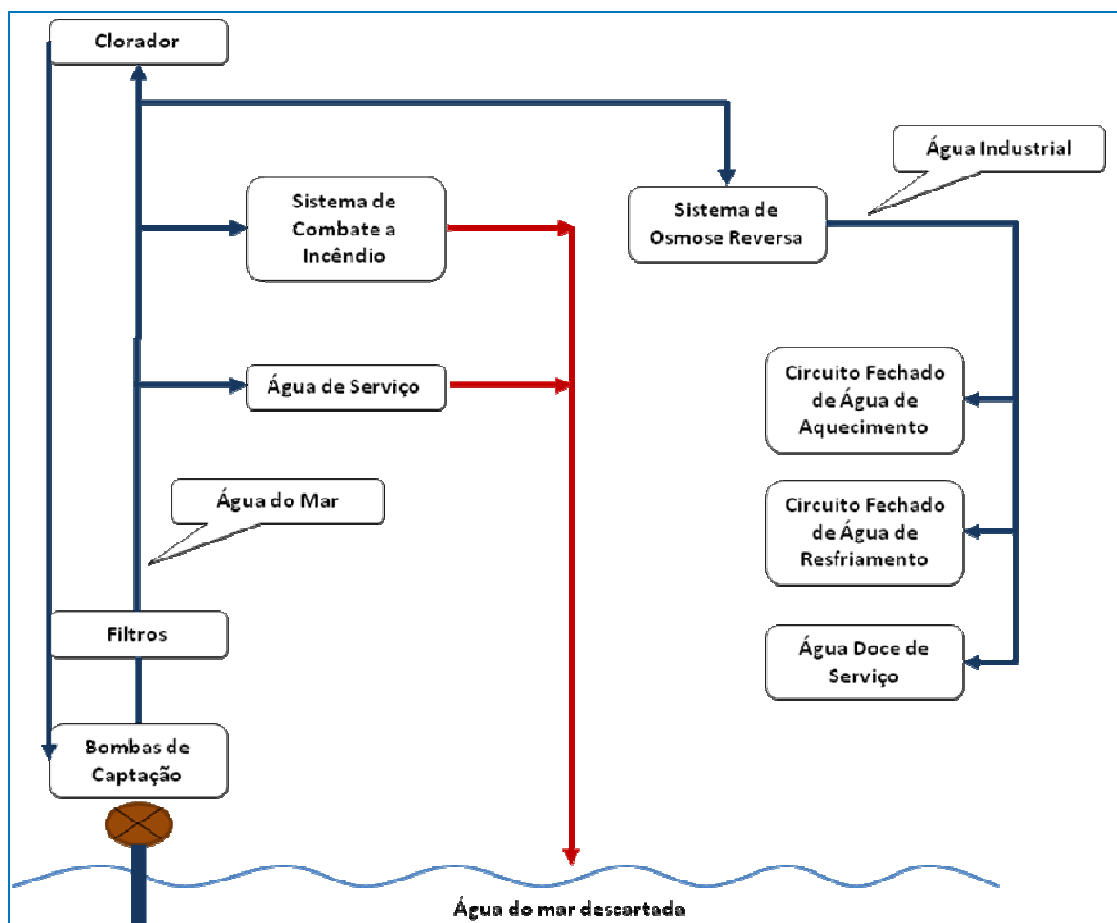 Clorador
Água Industrial
Sistema de
Combate a
Incêndio
Sistema de
Osmose Reversa
Água de Serviço
Circuito Fechado
de Água de
Aquecimento
Água do Mar
Circuito Fechado
de Água de
Resfriamento
Filtros
Água Doce de
Serviço
Bombas de
Captação
Água do mar descartada